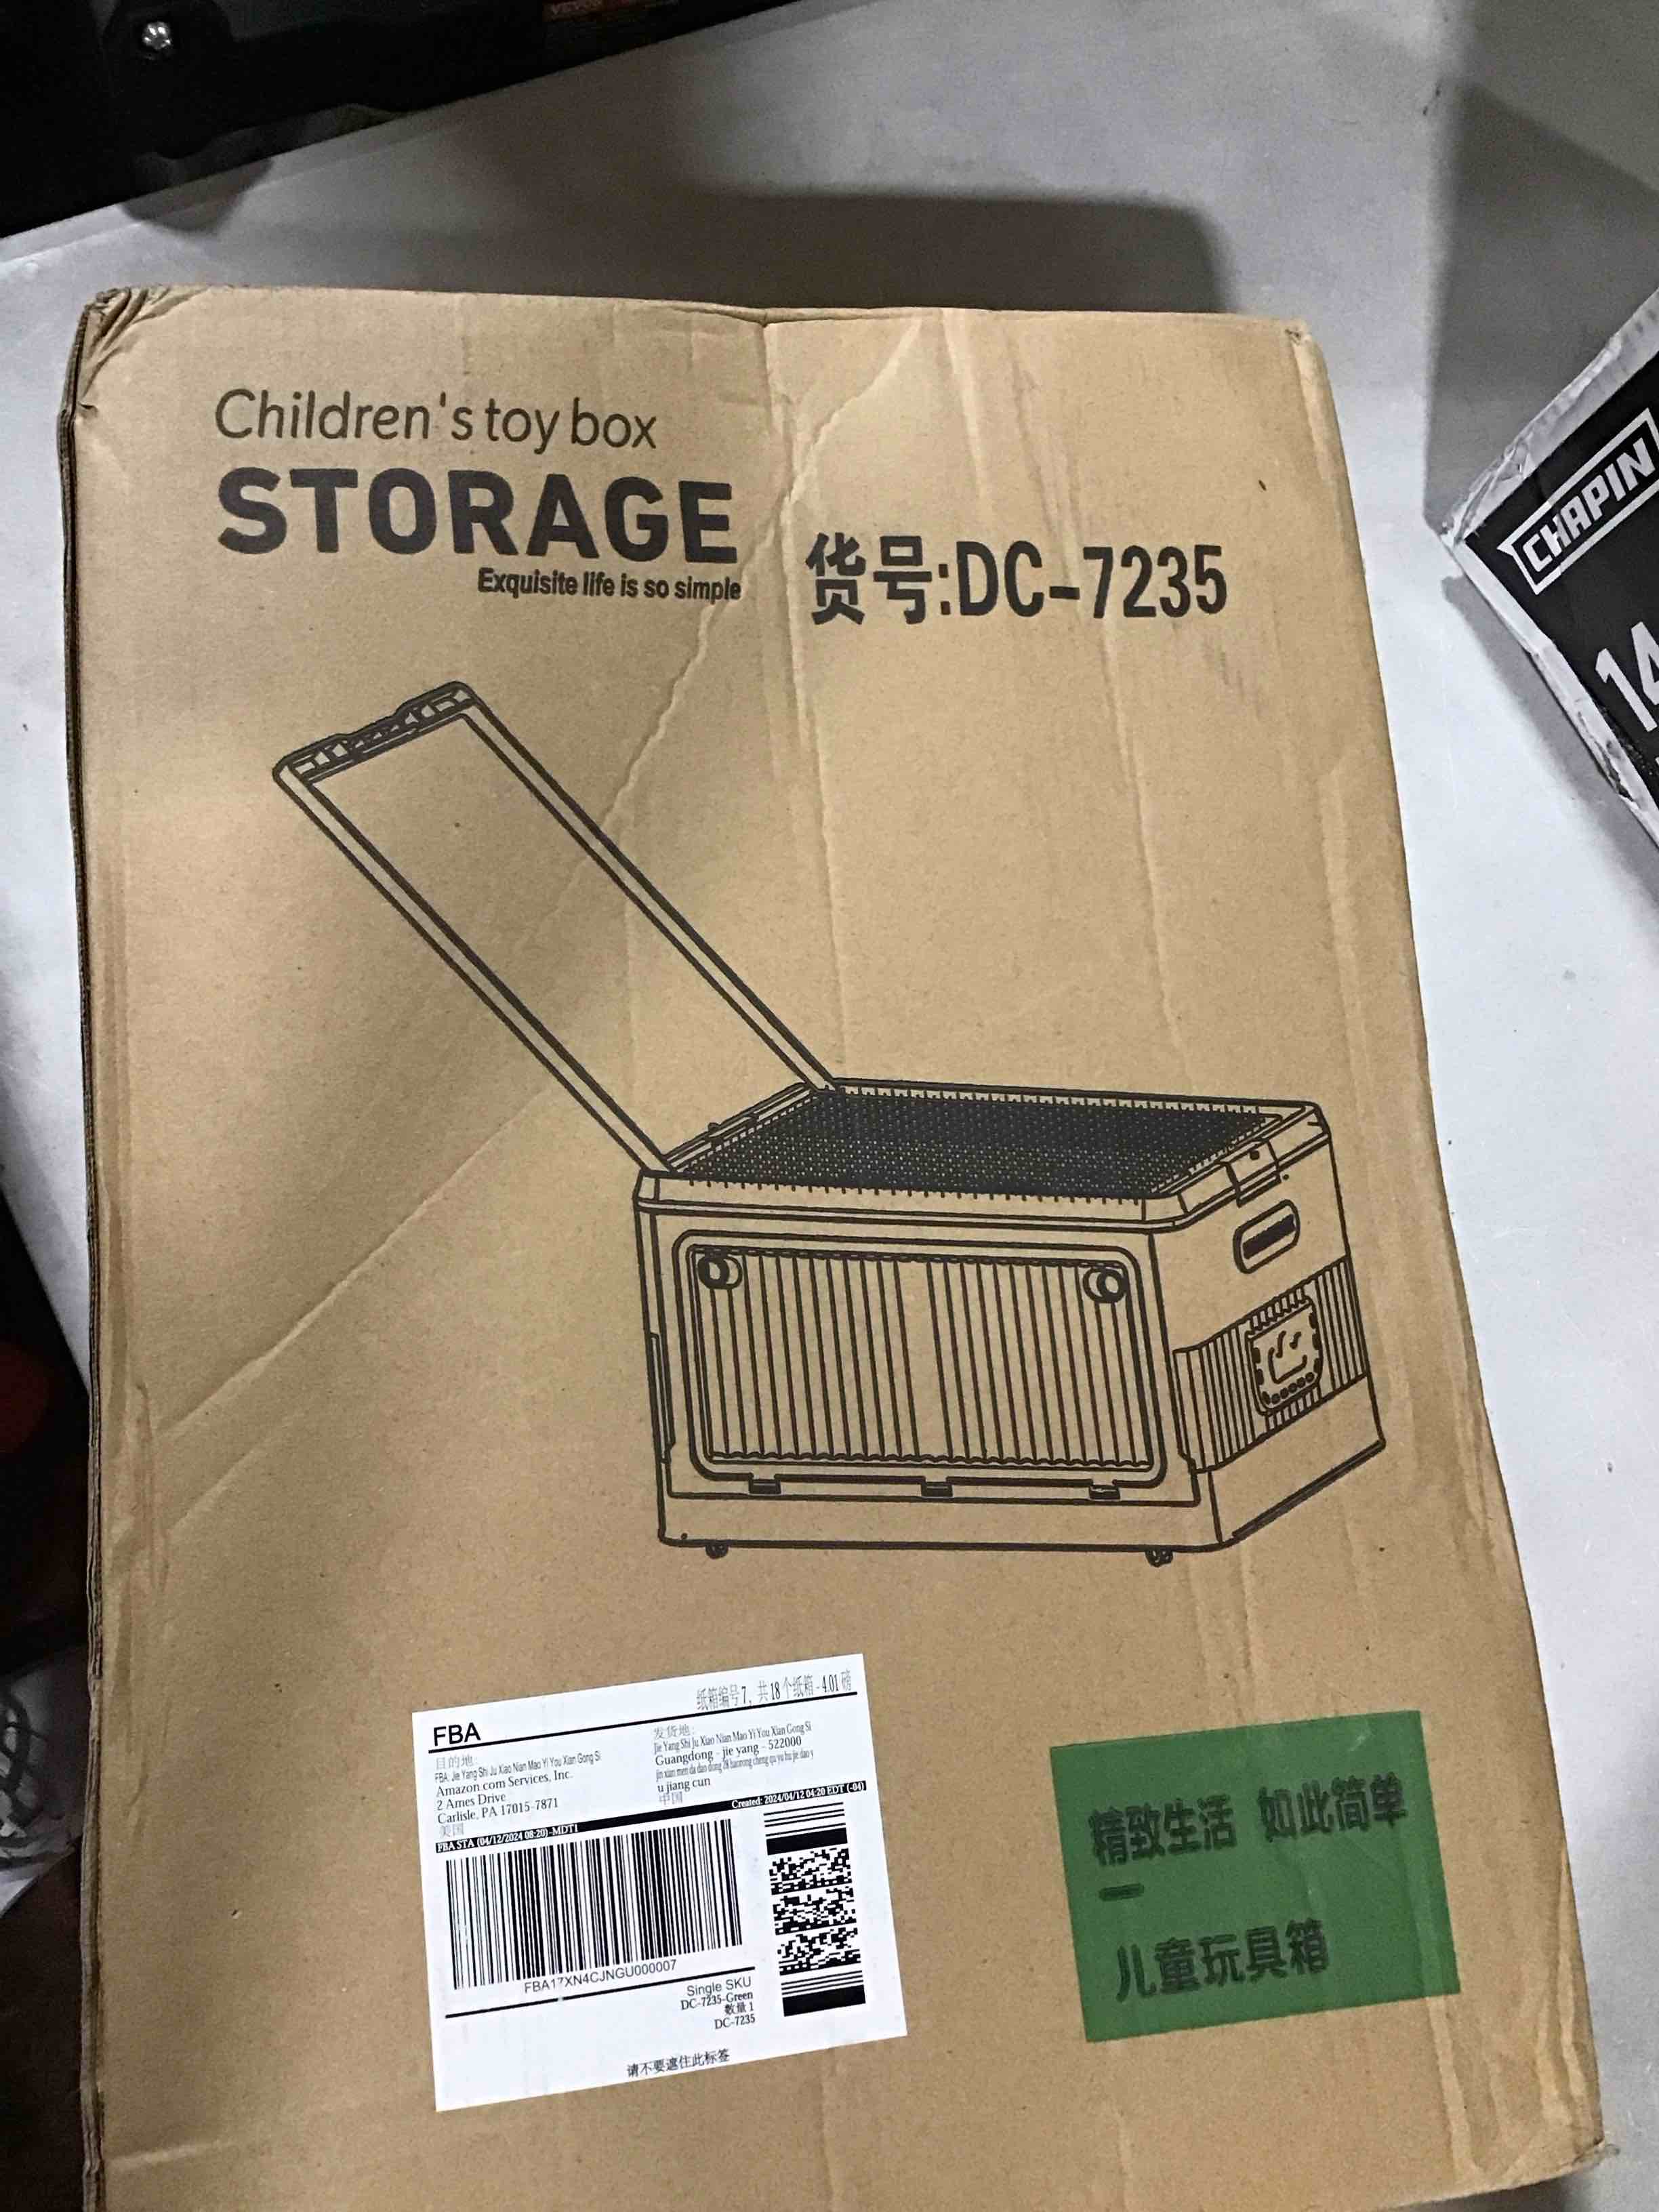 Children's toy box
STORAGE
Exquisite life is so simple
货号:DC-7235
CHAPIN
14
纸箱编号7, 共18个纸箱-4.01磅
FBA
目的地:
FBA: Jie Yang Shi Ju Xiao Nian Mao Yi You Xian Gong Si
Amazon.com Services, Inc.
2 Ames Drive
Carlisle, PA 17015-7871
美国
发货地:
Jie Yang Shi Ju Xiao Nian Mao Yi You Xian Gong Si
Guangdong - jie yang - 522000
u jiang cun
中国
Created: 2024/04/12 04:20 EDT (-04)
FBA STA (04/12/2024 08:20)-MDT1
FBA17XN4CJNGU000007
Single SKU
DC-7235-Green
数量 1
DC-7235
请不要遮住此标签
精致生活 如此简单
儿童玩具箱